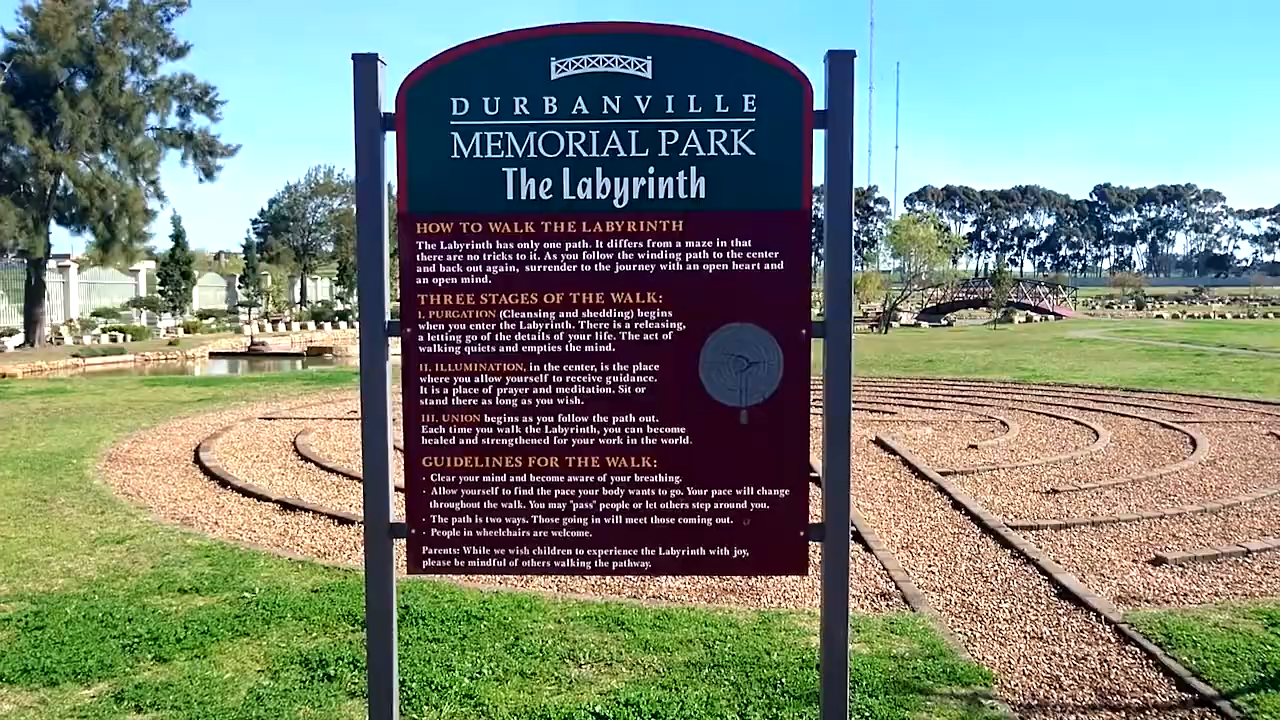 DURBANVILLE
MEMORIAL PARK
The Labyrinth
HOW TO WALK THE LABYRINTH
The Labyrinth has only one path. It differs from a maze in that
there are no tricks to it. As you follow the winding path to the center
and back out again, surrender to the journey with an open heart and
an open mind.
THREE STAGES OF THE WALK:
I. PURGATION (Cleansing and shedding) begins
when you enter the Labyrinth. There is a releasing,
a letting go of the details of your life. The act of
walking quiets and empties the mind.
II. ILLUMINATION, in the center, is the place
where you allow yourself to receive guidance.
It is a place of prayer and meditation. Sit or
stand there as long as you wish.
III. UNION begins as you follow the path out.
Each time you walk the Labyrinth, you can become
healed and strengthened for your work in the world.
GUIDELINES FOR THE WALK:
· Clear your mind and become aware of your breathing.
· Allow yourself to find the pace your body wants to go. Your pace will change
throughout the walk. You may "pass" people or let others step around you.
· The path is two ways. Those going in will meet those coming out.
· People in wheelchairs are welcome.
Parents: While we wish children to experience the Labyrinth with joy,
please be mindful of others walking the pathway.